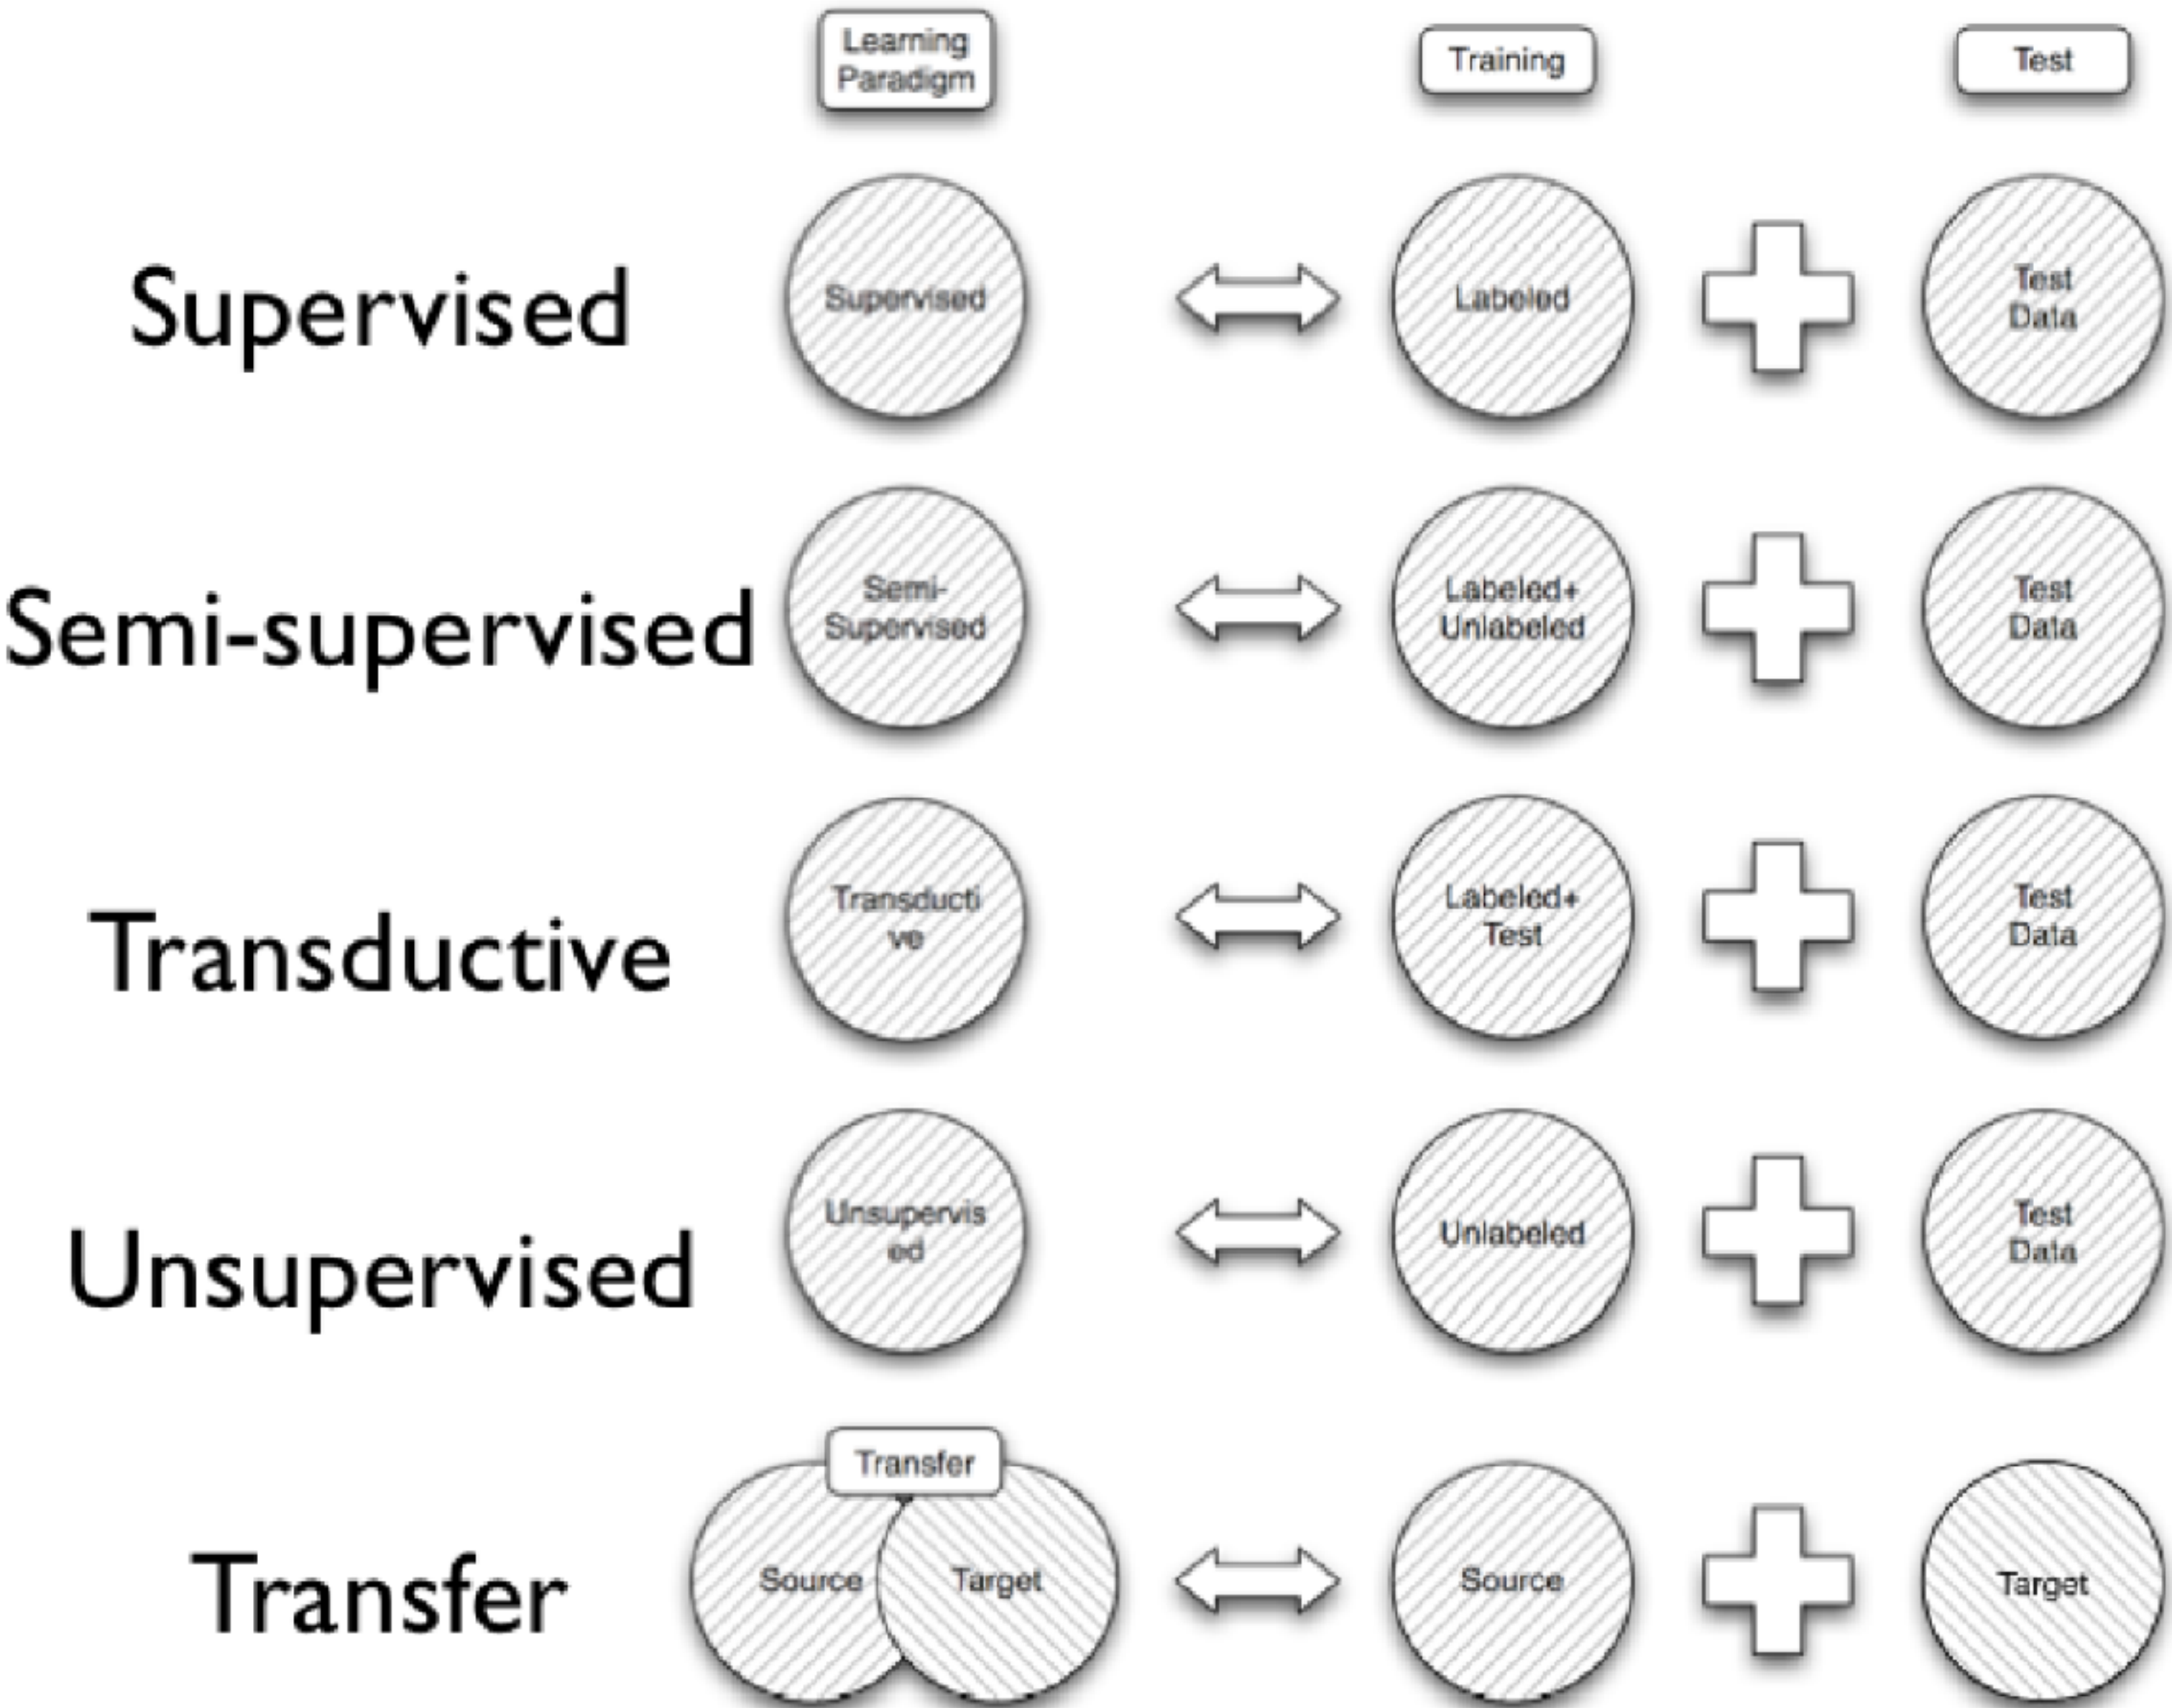 Learning
Paradigm
Training
Test
Supervised
Supervised
Labeled
Test
Data
Semi-supervised
Semi-
Supervised
Labeled+
Unlabeled
Test
Data
Transductive
Transducti
ve
Labeled+
Test
Test
Data
Unsupervised
Unsupervis
ed
Unlabeled
Test
Data
Transfer
Transfer
Source
Target
Source
Target